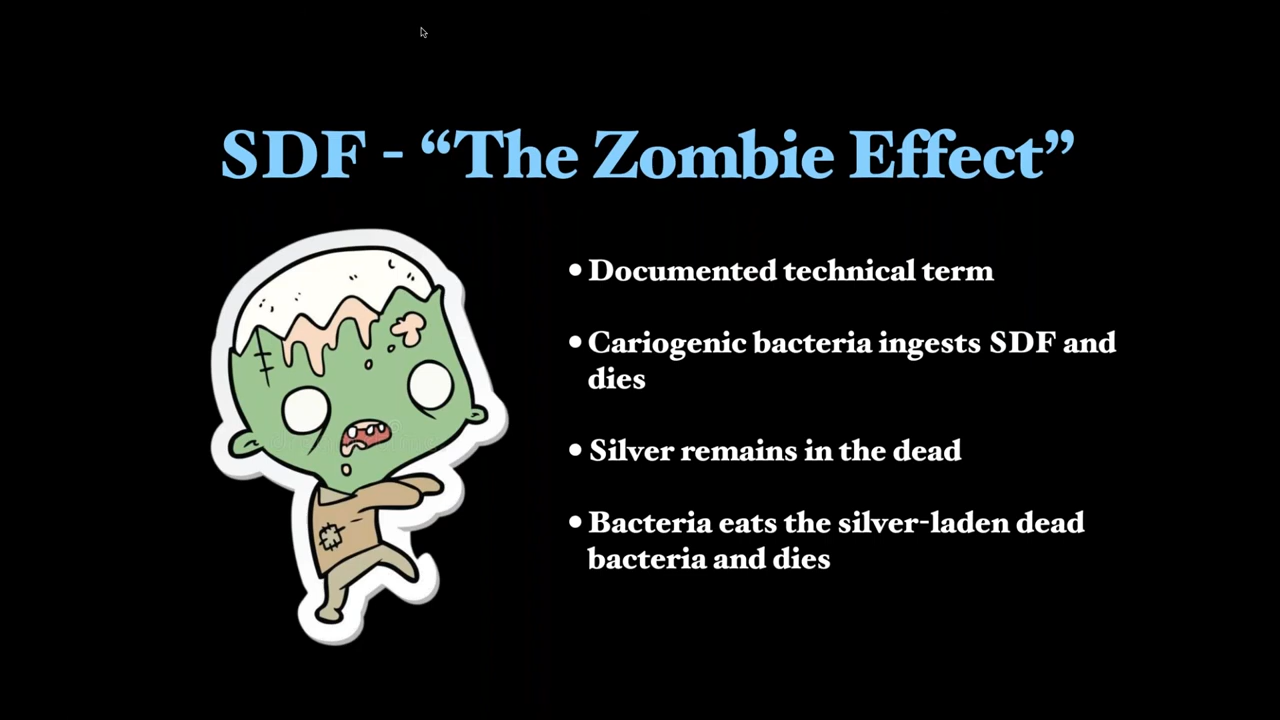 SDF - “The Zombie Effect”
• Documented technical term
• Cariogenic bacteria ingests SDF and
dies
• Silver remains in the dead
• Bacteria eats the silver-laden dead
bacteria and dies